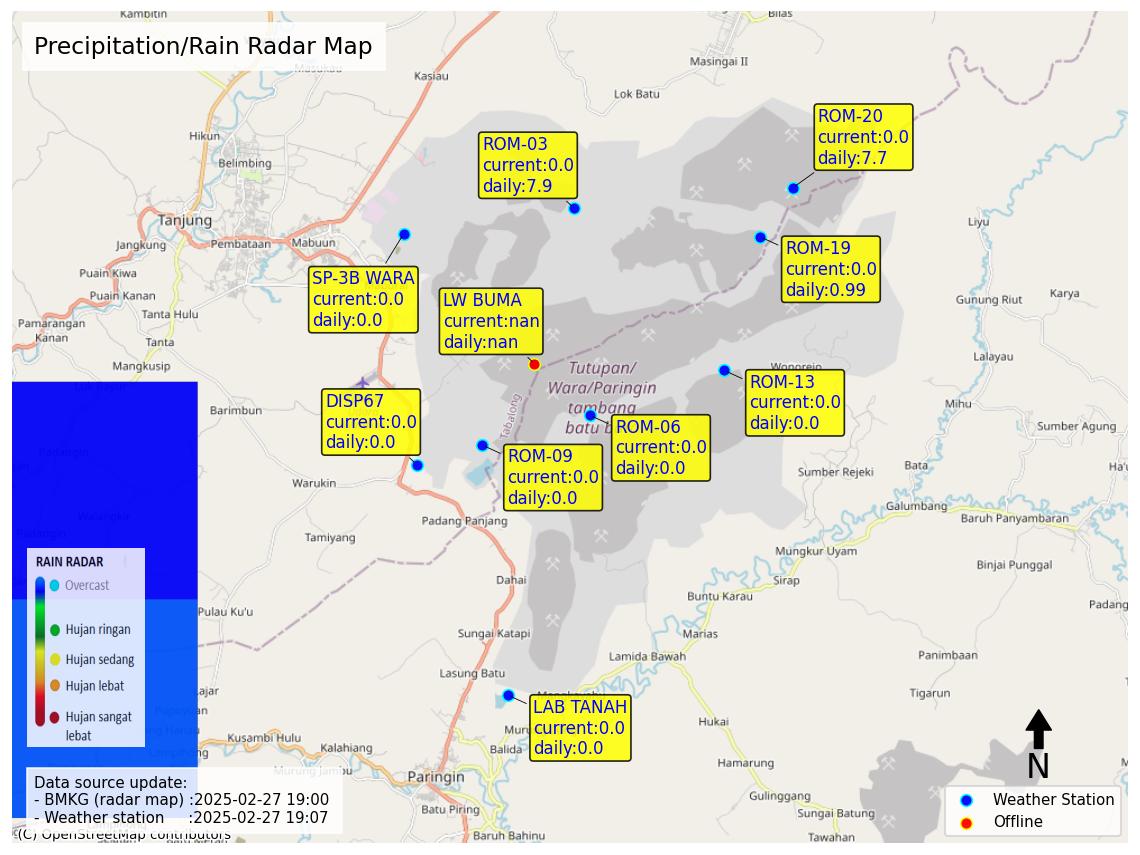 Kambitin
Bilas
Precipitation/Rain Radar Map
Masukau
Kasiau
Masingai II
Lok Batu
ROM-20
current:0.0
daily:7.7
Hikun
ROM-03
current:0.0
daily:7.9
Belimbing
Tanjung
Liyu
Jangkung
Pembataan
Mabuun
ROM-19
current:0.0
daily:0.99
Puain Kiwa
SP-3B WARA
current:0.0
daily:0.0
Puain Kanan
LW BUMA
current:nan
daily:nan
Karya
Gunung Riut
Tanta Hulu
Pamarangan
Kanan
Tanta
Lalayau
Mangkusip
Wonorejo
Tutupan/
Wara/Paringin
tambang
batu b
ROM-13
current:0.0
daily:0.0
Tabalong
DISP67
current:0.0
daily:0.0
Barimbun
Mihu
ROM-06
current:0.0
daily:0.0
Sumber Agung
Padangin
ROM-09
current:0.0
daily:0.0
Bata
Sumber Rejeki
Warukin
Galumbang
Walangkir
Padang Panjang
Baruh Panyambaran
Padangin
Tamiyang
Mungkur Uyam
RAIN RADAR
Binjai Punggal
Overcast
Dahai
Sirap
Buntu Karau
Pulau Ku'u
Padang
Hujan ringan
Sungai Katapi
Marias
Hujan sedang
Lamida Bawah
Panimbaan
Lasung Batu
Hujan lebat
Tigarun
LAB TANAH
current:0.0
daily:0.0
Hujan sangat
lebat
Hukai
Kusambi Hulu
Kalahiang
Balida
Hamarung
N
Murung Jambu
Paringin
Data source update:
- BMKG (radar map) :2025-02-27 19:00
- Weather station :2025-02-27 19:07
Gulinggang
Weather Station
Batu Piring
Sungai Batung
Offline
(C) OpenStreetMap contributors
Baruh Bahinu
Tawahan